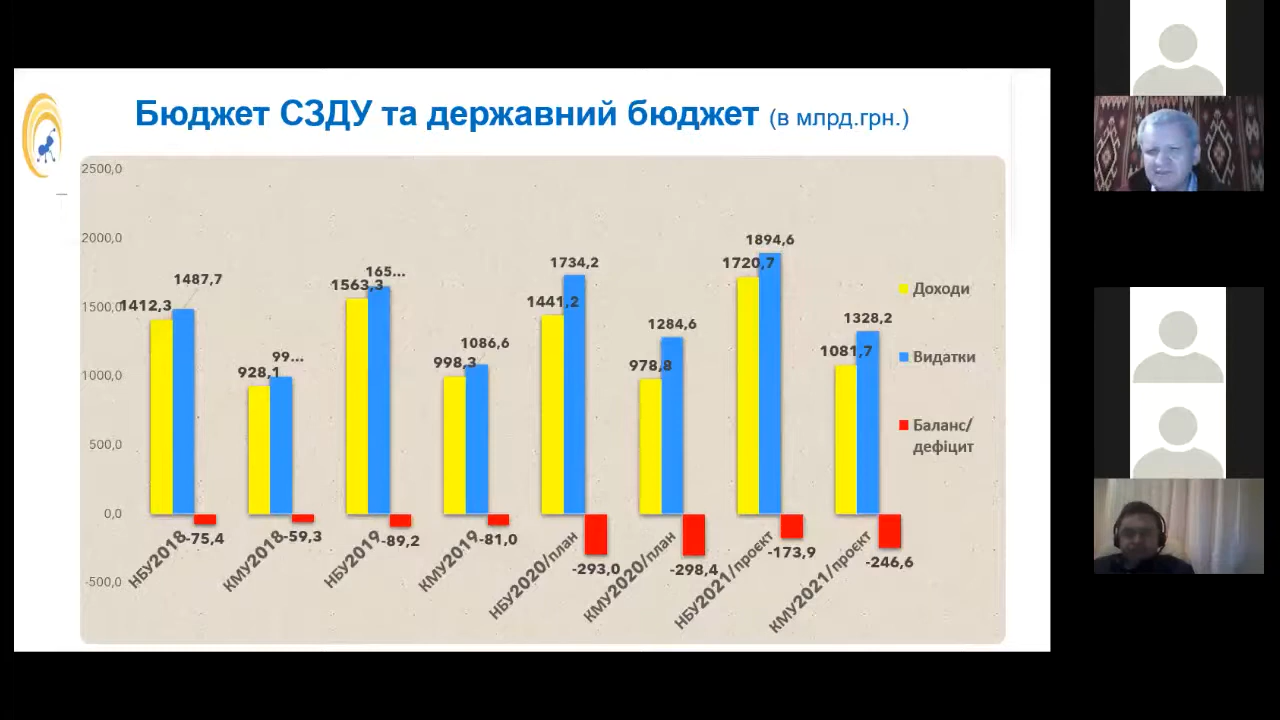 Бюджет СЗДУ та державний бюджет (в млрд.грн.)
2500,0
2000,0
1500,0
1000,0
500,0
0,0
-500,0
1412,3
1487,7
-75,4
928,1
99...
-59,3
1563,3
165...
-89,2
998,3
1086,6
-81,0
1441,2
1734,2
-293,0
978,8
1284,6
-298,4
1720,7
1894,6
-173,9
1081,7
1328,2
-246,6
НБУ2018
КМУ2018
НБУ2019
КМУ2019
НБУ2020/план
КМУ2020/план
НБУ2021/проєкт
КМУ2021/проєкт
Доходи
Видатки
Баланс/
дефіцит